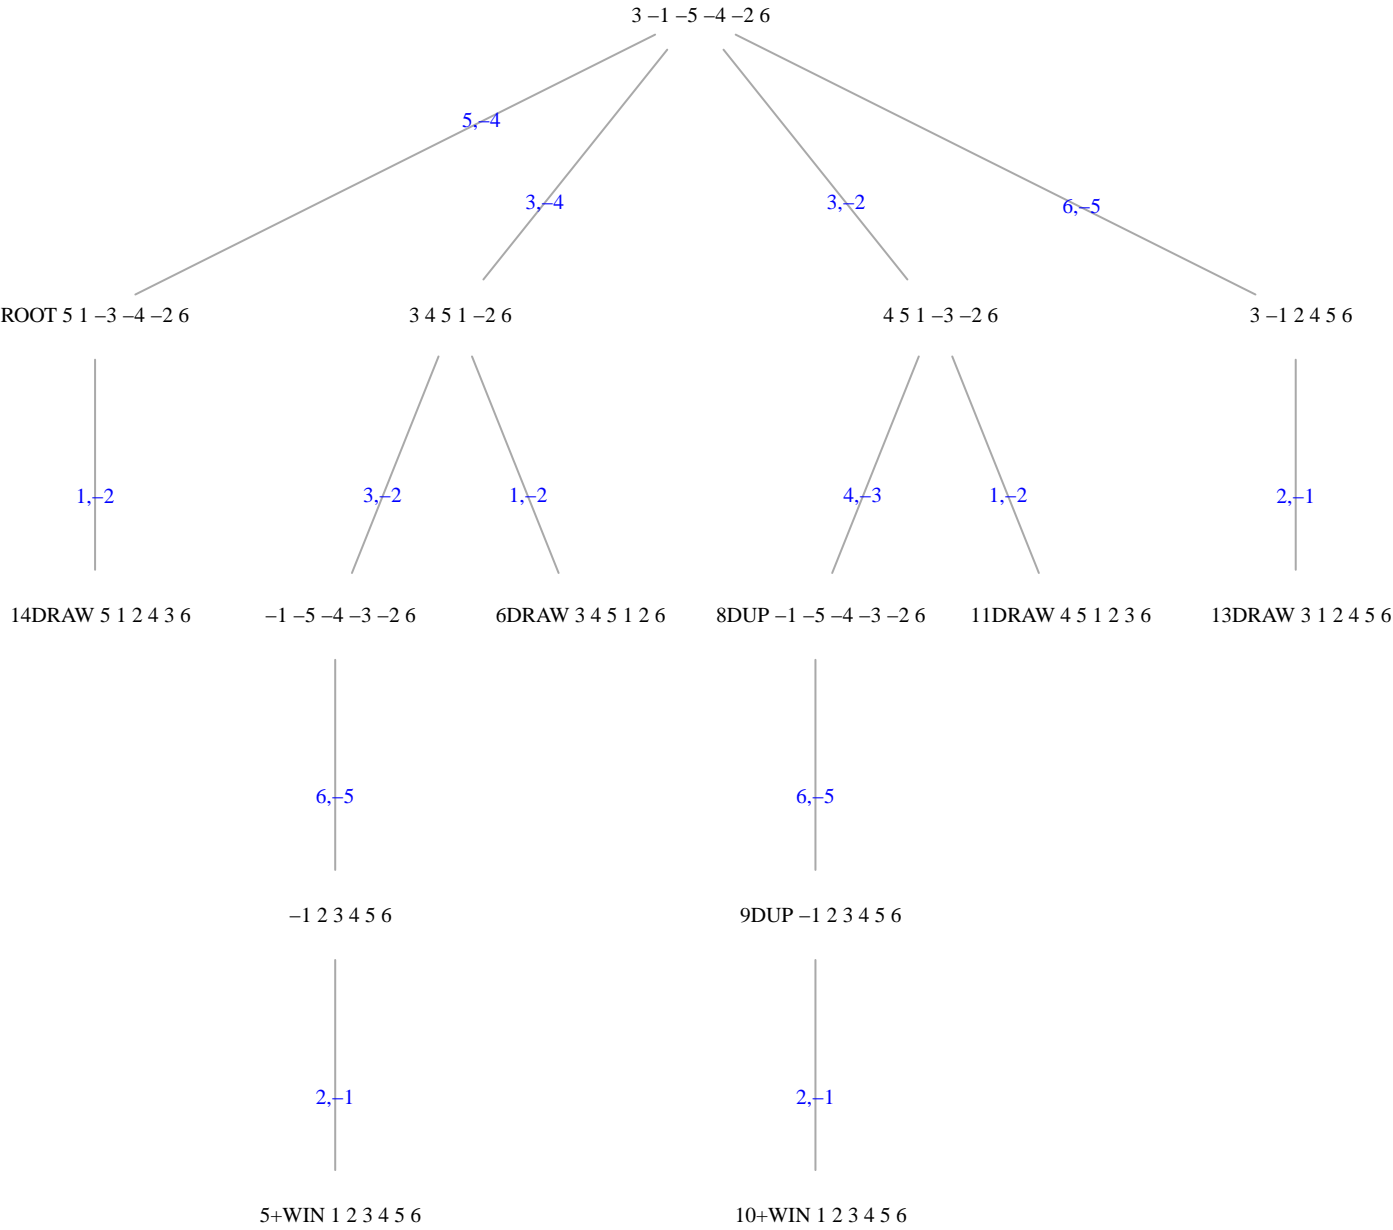 3 –1 –5 –4 –2 6
5,–4
3,–4
3,–2
6,–5
ROOT 5 1 –3 –4 –2 6
3 4 5 1 –2 6
4 5 1 –3 –2 6
3 –1 2 4 5 6
1,–2
3,–2
1,–2
4,–3
1,–2
2,–1
14DRAW 5 1 2 4 3 6
–1 –5 –4 –3 –2 6
6DRAW 3 4 5 1 2 6
8DUP –1 –5 –4 –3 –2 6
11DRAW 4 5 1 2 3 6
13DRAW 3 1 2 4 5 6
6,–5
6,–5
–1 2 3 4 5 6
9DUP –1 2 3 4 5 6
2,–1
2,–1
5+WIN 1 2 3 4 5 6
10+WIN 1 2 3 4 5 6